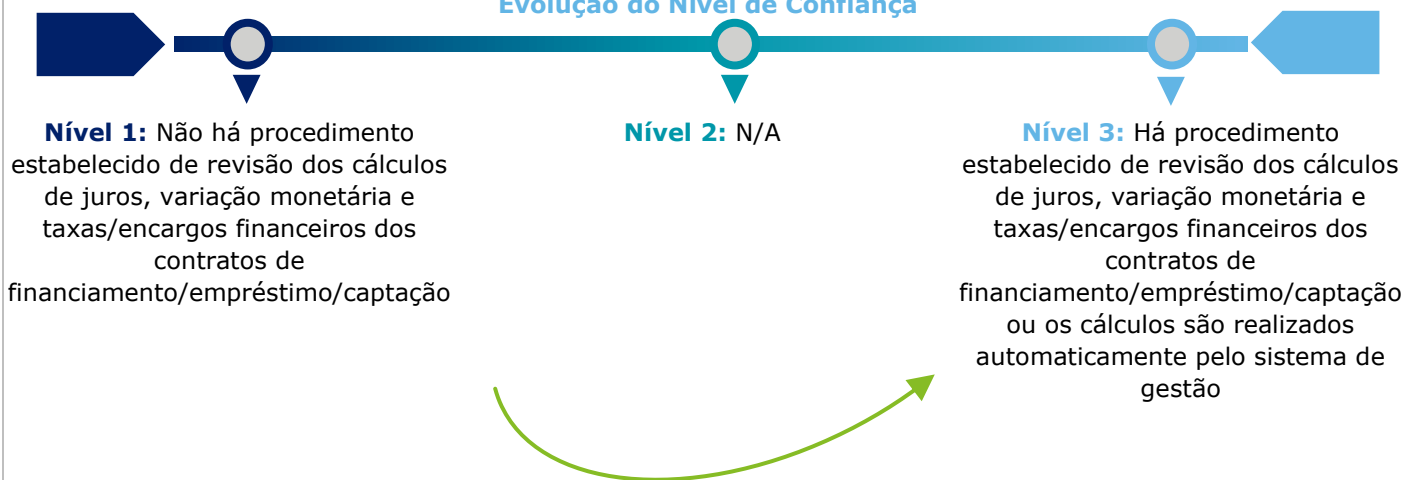 Evolução do Nível de Confiança
Nível 1: Não há procedimento
estabelecido de revisão dos cálculos
de juros, variação monetária e
taxas/encargos financeiros dos
contratos de
financiamento/empréstimo/captação
Nível 2: N/A
Nível 3: Há procedimento
estabelecido de revisão dos cálculos
de juros, variação monetária e
taxas/encargos financeiros dos
contratos de
financiamento/empréstimo/captação
ou os cálculos são realizados
automaticamente pelo sistema de
gestão